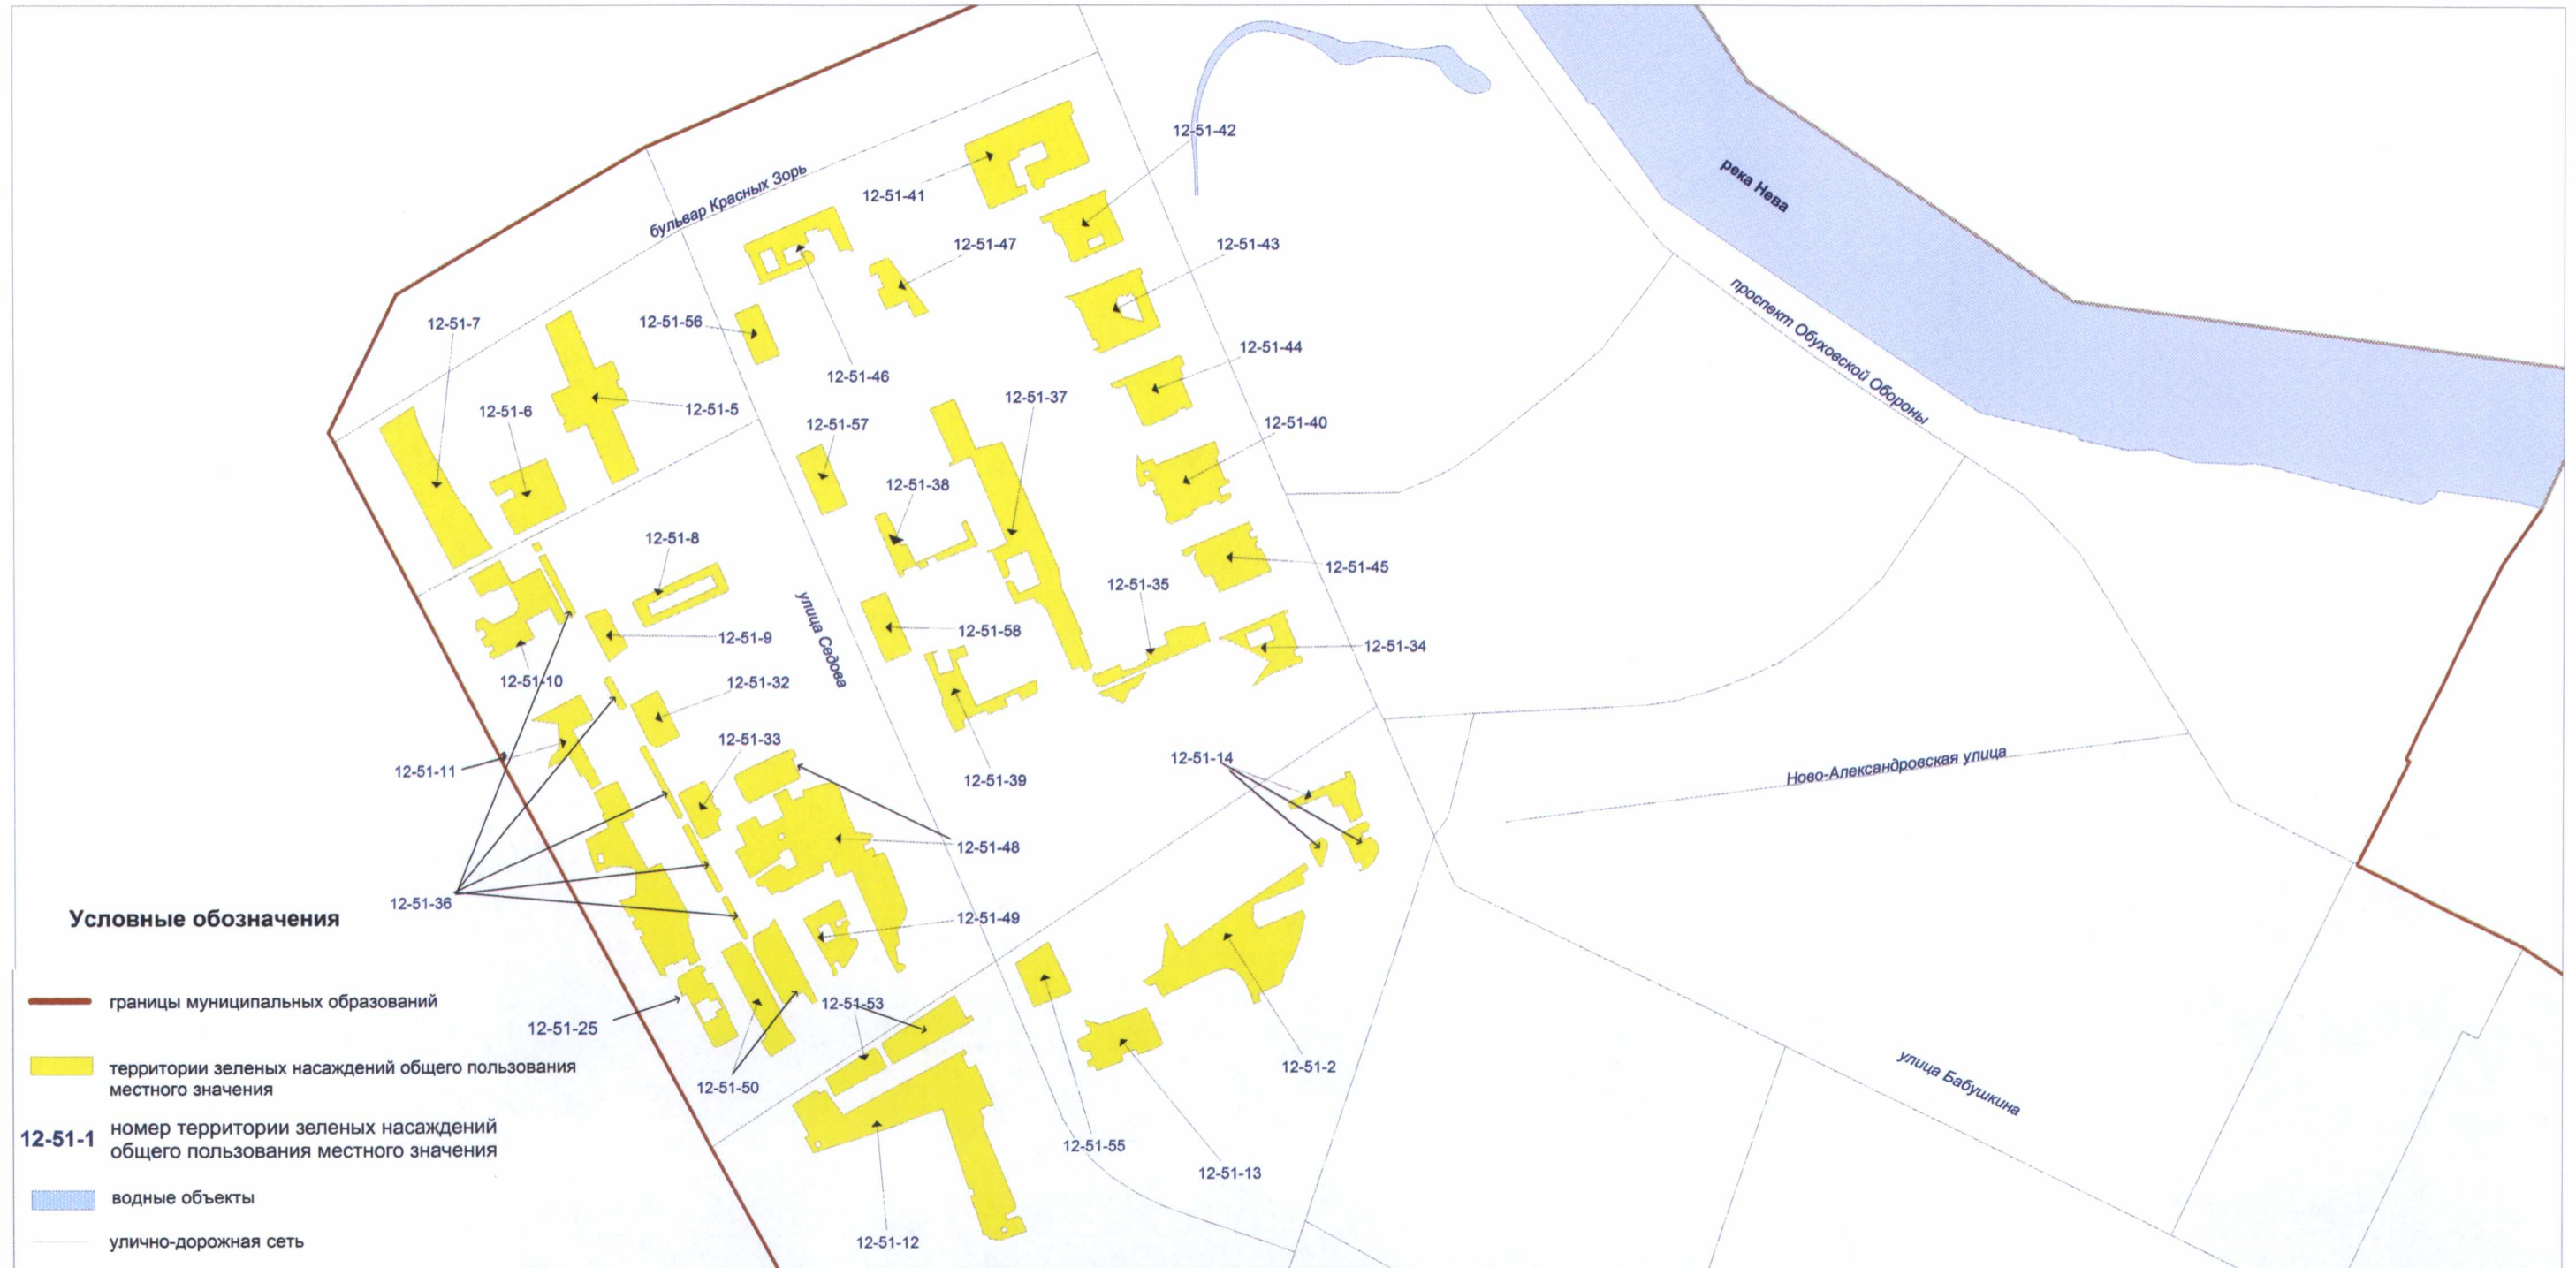 12-51-42
река Нева
бульвар Красных Зорь
12-51-41
12-51-47
12-51-43
проспект Обуховской Обороны
12-51-7
12-51-56
12-51-44
12-51-46
12-51-6
12-51-5
12-51-37
12-51-57
12-51-40
12-51-38
12-51-8
12-51-45
12-51-35
улица Седова
12-51-9
12-51-58
12-51-34
12-51-10
12-51-32
12-51-33
12-51-11
12-51-39
12-51-14
Ново-Александровская улица
12-51-48
12-51-36
12-51-49
12-51-53
12-51-25
12-51-50
12-51-2
12-51-55
12-51-13
12-51-12
улица Бабушкина
Условные обозначения
границы муниципальных образований
территории зеленых насаждений общего пользования
местного значения
12-51-1
номер территории зеленых насаждений
общего пользования местного значения
водные объекты
улично-дорожная сеть